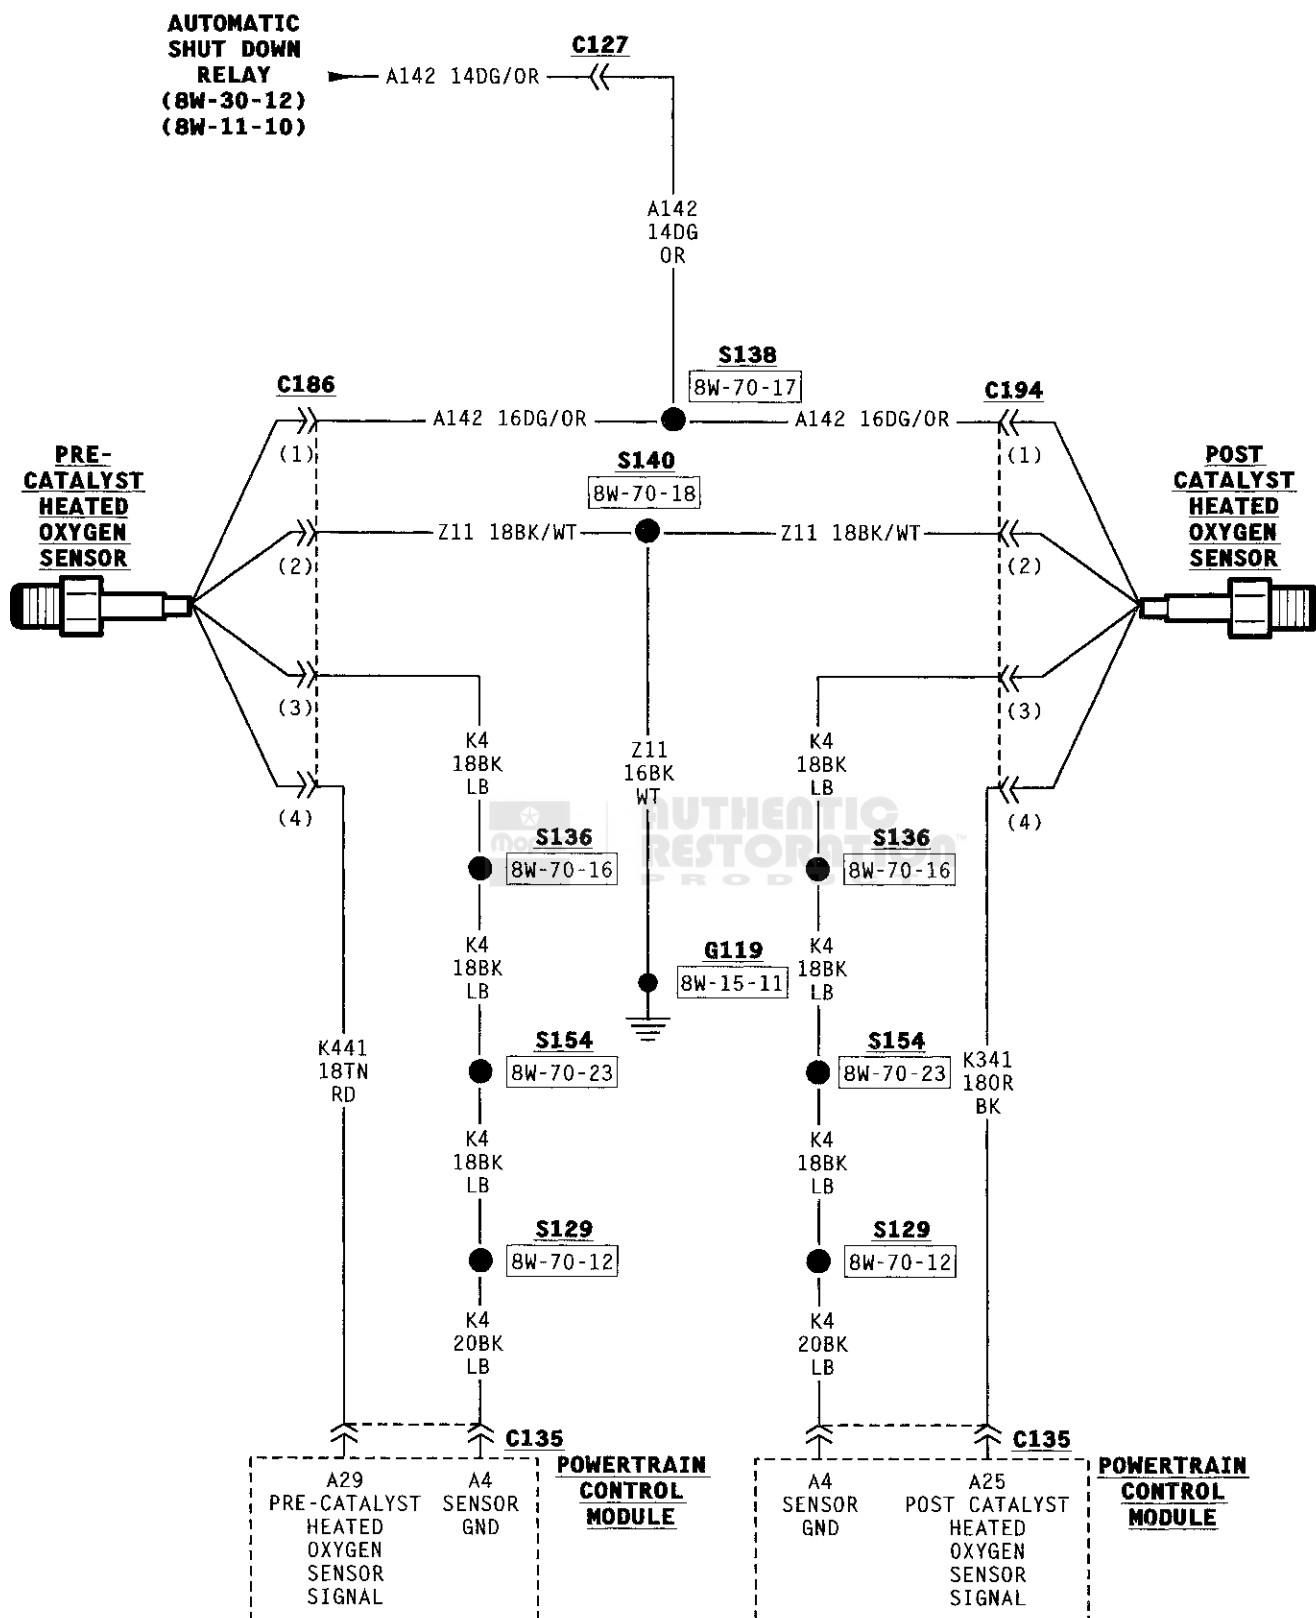 AUTOMATIC
SHUT DOWN
RELAY
(8W-30-12)
(8W-11-10)
A142 14DG/OR
C127
A142
14DG
OR
S138
8W-70-17
C186
C194
A142 16DG/OR
A142 16DG/OR
(1)
(1)
PRE-
CATALYST
HEATED
OXYGEN
SENSOR
S140
8W-70-18
POST
CATALYST
HEATED
OXYGEN
SENSOR
Z11 18BK/WT
Z11 18BK/WT
(2)
(2)
(3)
(3)
K4
18BK
LB
Z11
16BK
WT
K4
18BK
LB
(4)
(4)
AUTHENTIC
RESTORATION™
PRODUCT
S136
8W-70-16
S136
8W-70-16
K4
18BK
LB
G119
8W-15-11
K4
18BK
LB
K441
18TN
RD
S154
8W-70-23
S154
8W-70-23
K341
18OR
BK
K4
18BK
LB
K4
18BK
LB
S129
8W-70-12
S129
8W-70-12
K4
20BK
LB
K4
20BK
LB
C135
C135
A29
PRE-CATALYST
HEATED
OXYGEN
SENSOR
SIGNAL
A4
SENSOR
GND
POWERTRAIN
CONTROL
MODULE
A4
SENSOR
GND
A25
POST CATALYST
HEATED
OXYGEN
SENSOR
SIGNAL
POWERTRAIN
CONTROL
MODULE